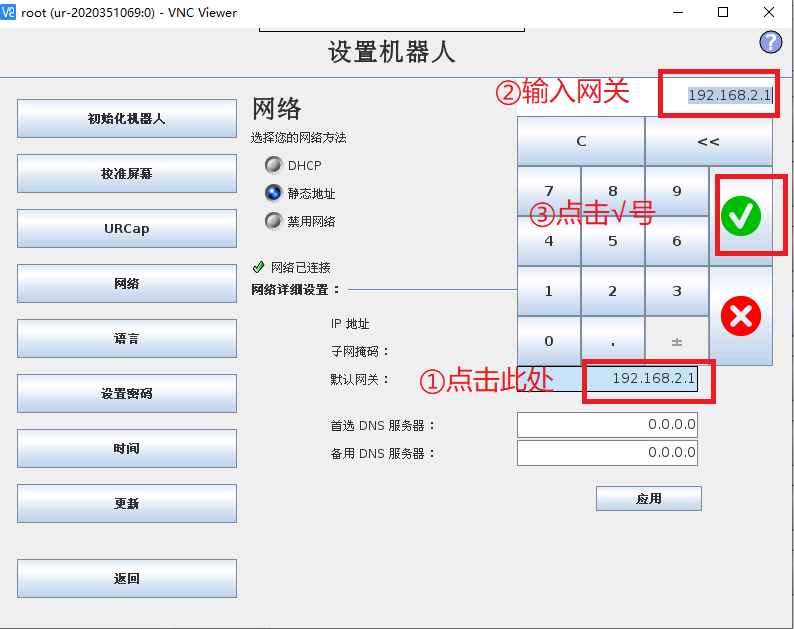 root (ur-2020351069:0) - VNC Viewer
设置机器人
?
②输入网关
192.168.2.1
初始化机器人
校准屏幕
URCap
网络
语言
设置密码
时间
更新
返回
网络
选择您的网络方法
DHCP
静态地址
禁用网络
网络已连接
网络详细设置：
IP 地址
子网掩码：
默认网关：
①点击此处
192.168.2.1
首选 DNS 服务器：
0.0.0.0
备用 DNS 服务器：
0.0.0.0
应用
C <<
7 8 9
③点击√号
4 5 6
1 2 3
0 . ±